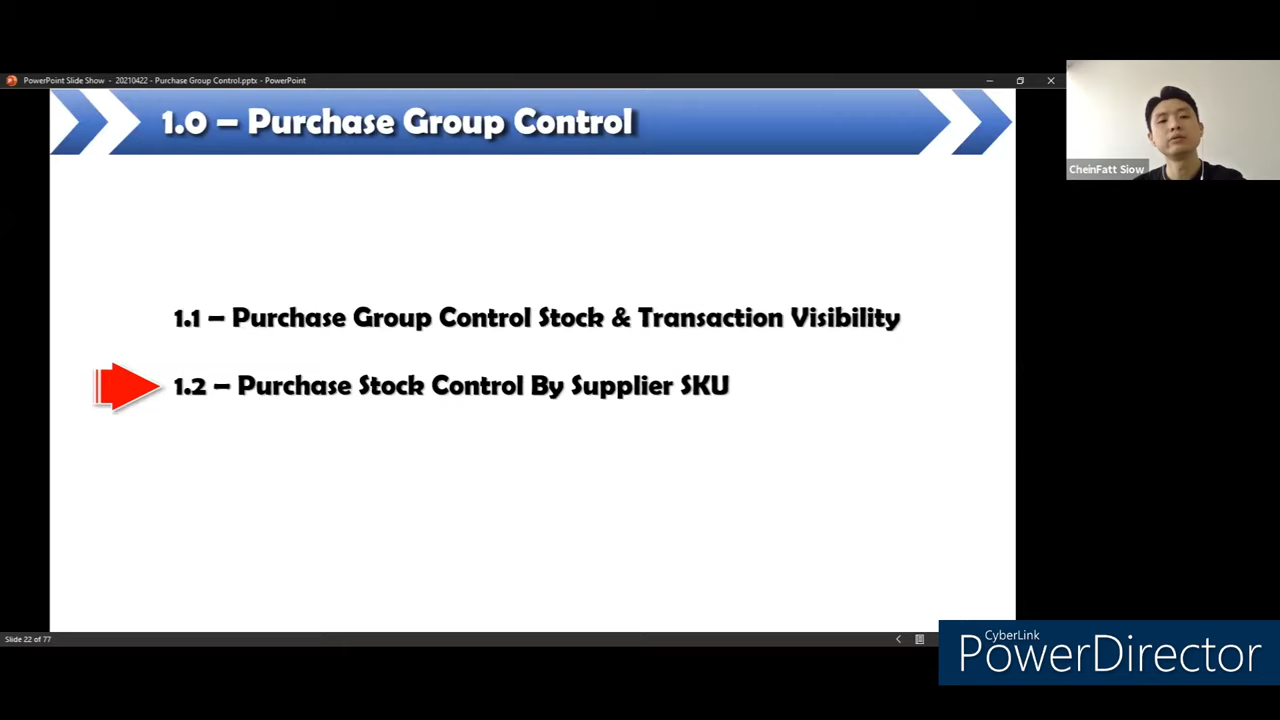 PowerPoint Slide Show - 20210422 - Purchase Group Control.pptx - PowerPoint
1.0 – Purchase Group Control
CheinFatt Siow
1.1 – Purchase Group Control Stock & Transaction Visibility
1.2 – Purchase Stock Control By Supplier SKU
Slide 22 of 77
CyberLink
PowerDirector